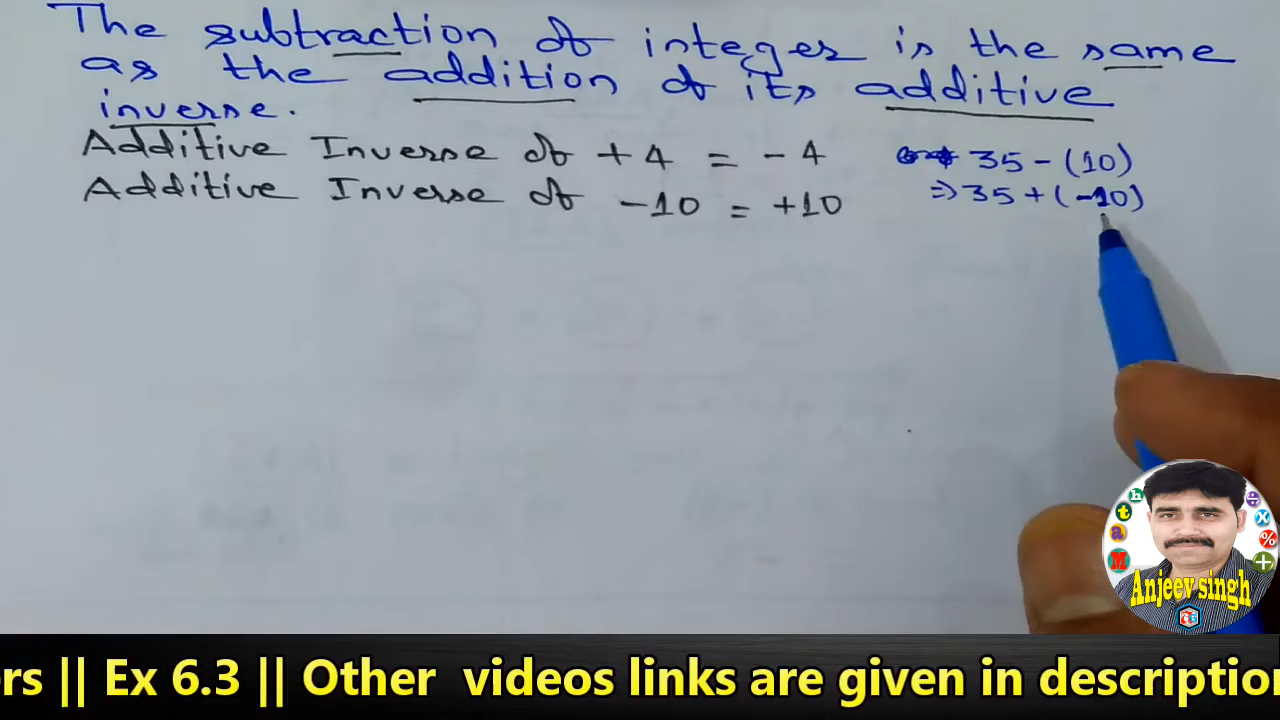 The subtraction of integer is the same
as the addition of its additive
inverse.
Additive Inverse of +4 = -4
Additive Inverse of -10 = +10
35 - (10)
⇒ 35 + (-10)
Anjeev singh
rs || Ex 6.3 || Other videos links are given in description